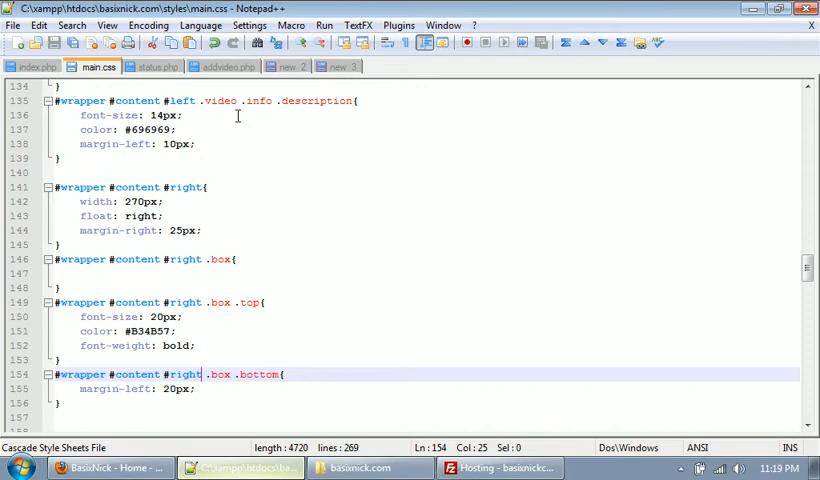 C:\xampp\htdocs\basixnick\styles\main.css - Notepad++
File Edit Search View Encoding Language Settings Macro Run TextFX Plugins Window ? X
index.php main.css status.php addvideo.php new 2 new 3
134 }
135 #wrapper #content #left .video .info .description{
136 font-size: 14px;
137 color: #696969;
138 margin-left: 10px;
139 }
140
141 #wrapper #content #right{
142 width: 270px;
143 float: right;
144 margin-right: 25px;
145 }
146 #wrapper #content #right .box{
147
148 }
149 #wrapper #content #right .box .top{
150 font-size: 20px;
151 color: #B34B57;
152 font-weight: bold;
153 }
154 #wrapper #content #right .box .bottom{
155 margin-left: 20px;
156 }
157
Cascade Style Sheets File length : 4720 lines : 269 Ln : 154 Col : 25 Sel : 0 Dos\Windows ANSI INS
BasixNick - Home - ... C:\xampp\htdocs\ba... basixnick.com Hosting - basixnickc... 11:19 PM